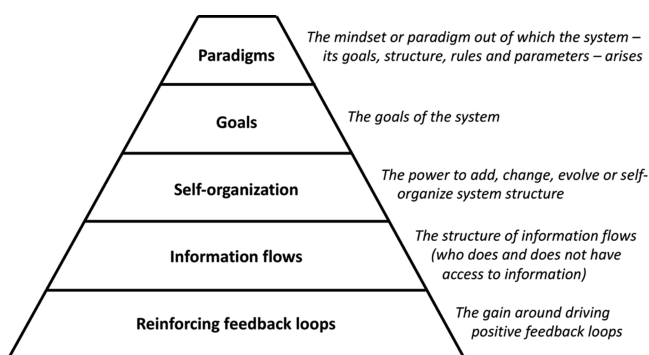 Paradigms
The mindset or paradigm out of which the system –
its goals, structure, rules and parameters – arises
Goals
The goals of the system
Self-organization
The power to add, change, evolve or self-
organize system structure
Information flows
The structure of information flows
(who does and does not have
access to information)
Reinforcing feedback loops
The gain around driving
positive feedback loops